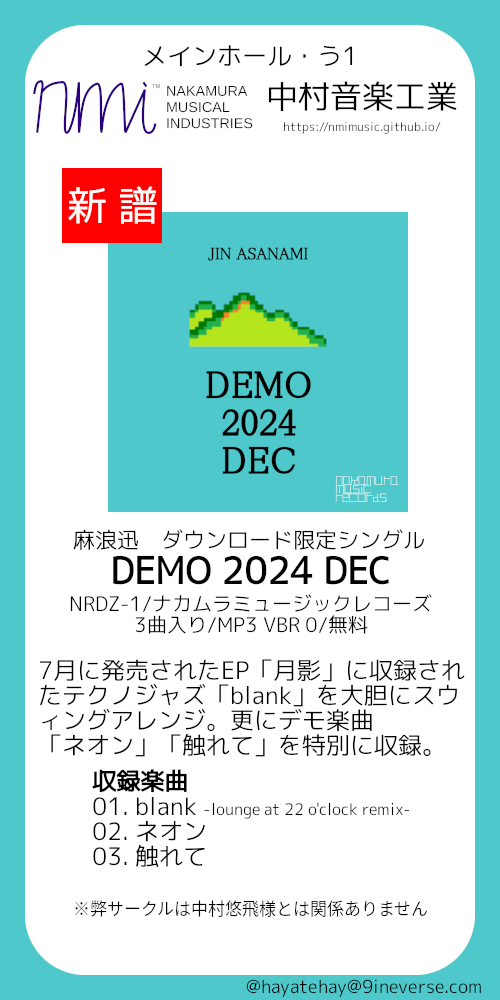 メインホール・う1
nmi™
NAKAMURA
MUSICAL
INDUSTRIES
中村音楽工業
https://nmimusic.github.io/
新譜
JIN ASANAMI
DEMO
2024
DEC
nakamura
music
records
麻浪迅　ダウンロード限定シングル
DEMO 2024 DEC
NRDZ-1/ナカムラミュージックレコーズ
3曲入り/MP3 VBR 0/無料
7月に発売されたEP「月影」に収録され
たテクノジャズ「blank」を大胆にスウ
ィングアレンジ。更にデモ楽曲
「ネオン」「触れて」を特別に収録。
収録楽曲
01. blank -lounge at 22 o'clock remix-
02. ネオン
03. 触れて
※弊サークルは中村悠飛様とは関係ありません
@hayatehay@9ineverse.com